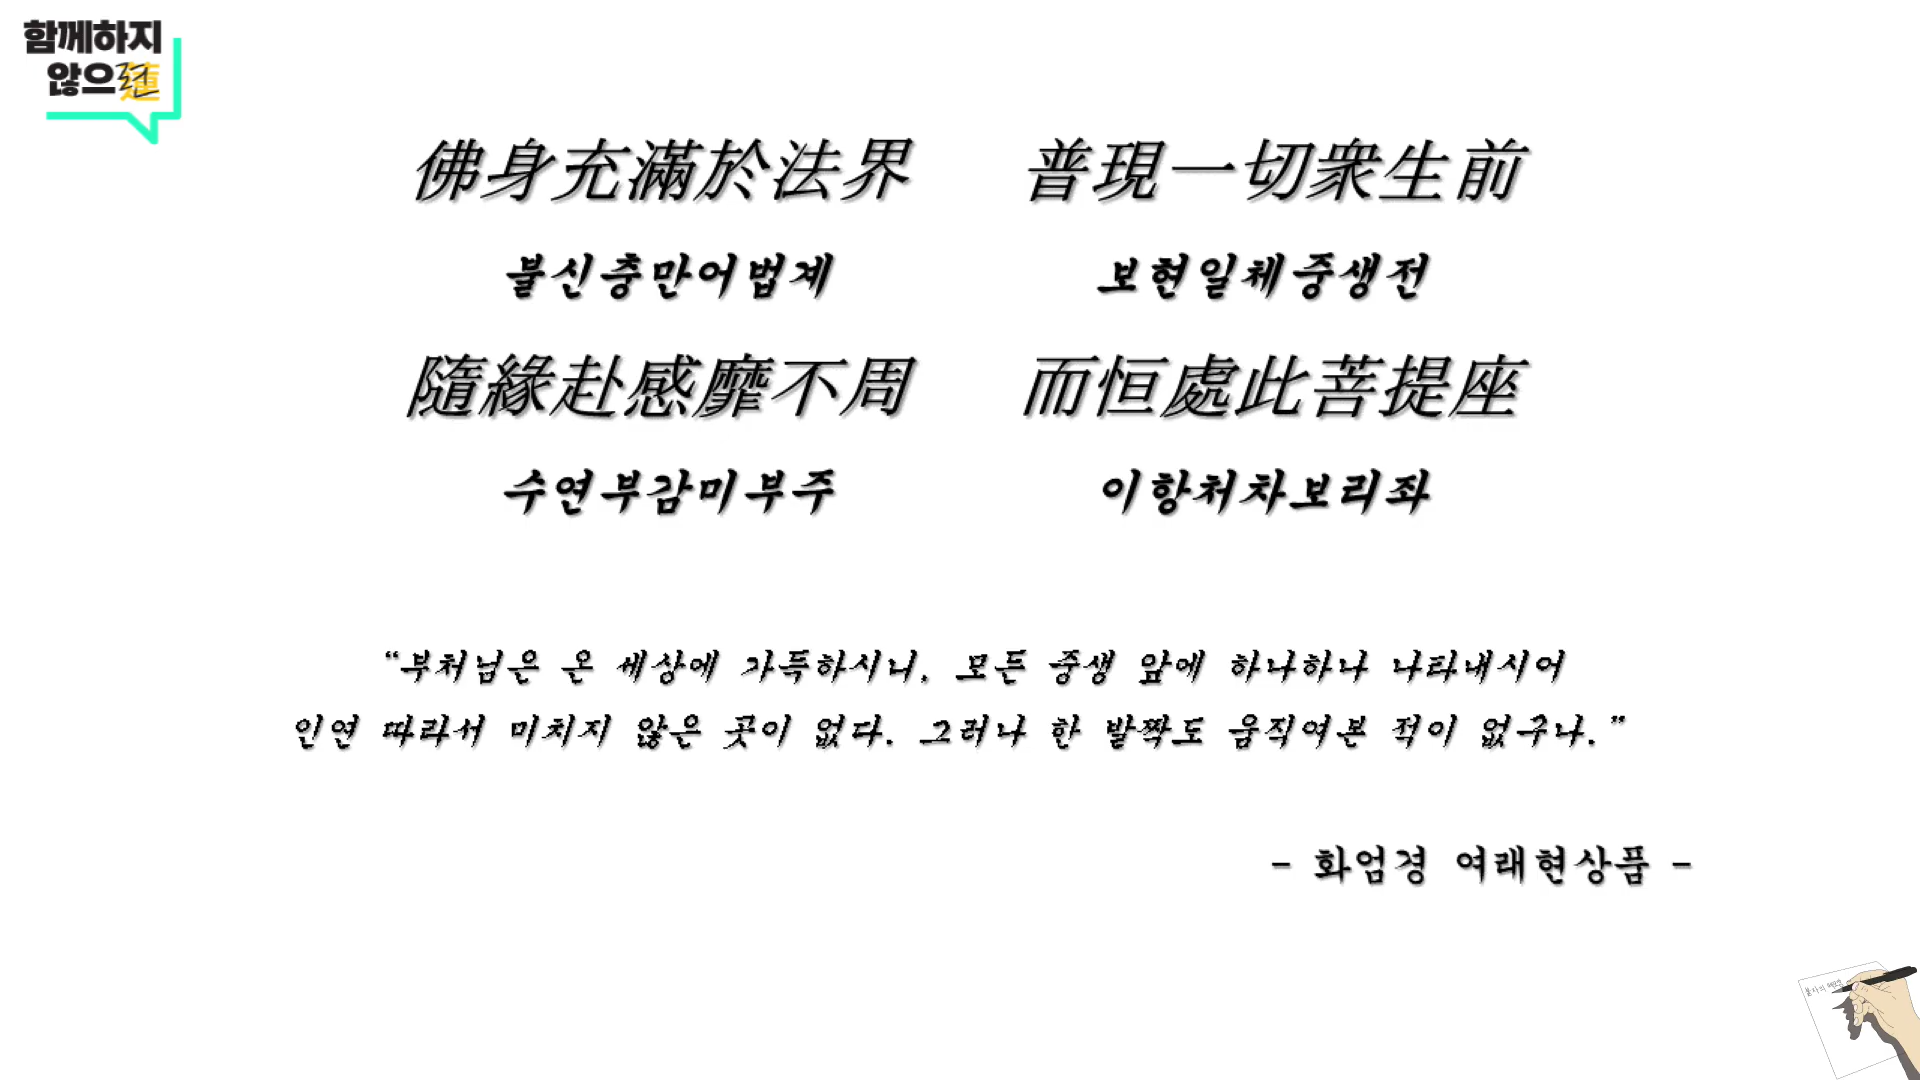 함께하지
않으련
佛身充滿於法界 普現一切衆生前
불신충만어법계 보현일체중생전
隨緣赴感靡不周 而恒處此菩提座
수연부감미부주 이항처차보리좌
“부처님은 온 세상에 가득하시니, 모든 중생 앞에 하나하나 나타내시어
인연 따라서 미치지 않은 곳이 없다. 그러나 한 발짝도 움직여본 적이 없구나.”
- 화엄경 여래현상품 -